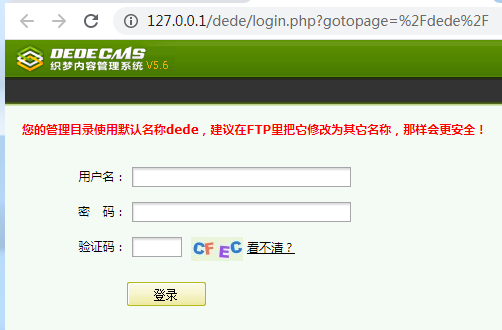 127.0.0.1/dede/login.php?gotopage=%2Fdede%2F
DEDECMS
织梦内容管理系统 V5.6
您的管理目录使用默认名称dede，建议在FTP里把它修改为其它名称，那样会更安全！
用户名：
密　码：
验证码： CFEC 看不清？
登录